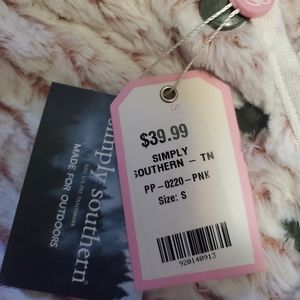 simply southern®
MADE FOR OUTDOORS
S
$39.99
SIMPLY
SOUTHERN - TN
PP-0220-PNK
Size: S
920140913